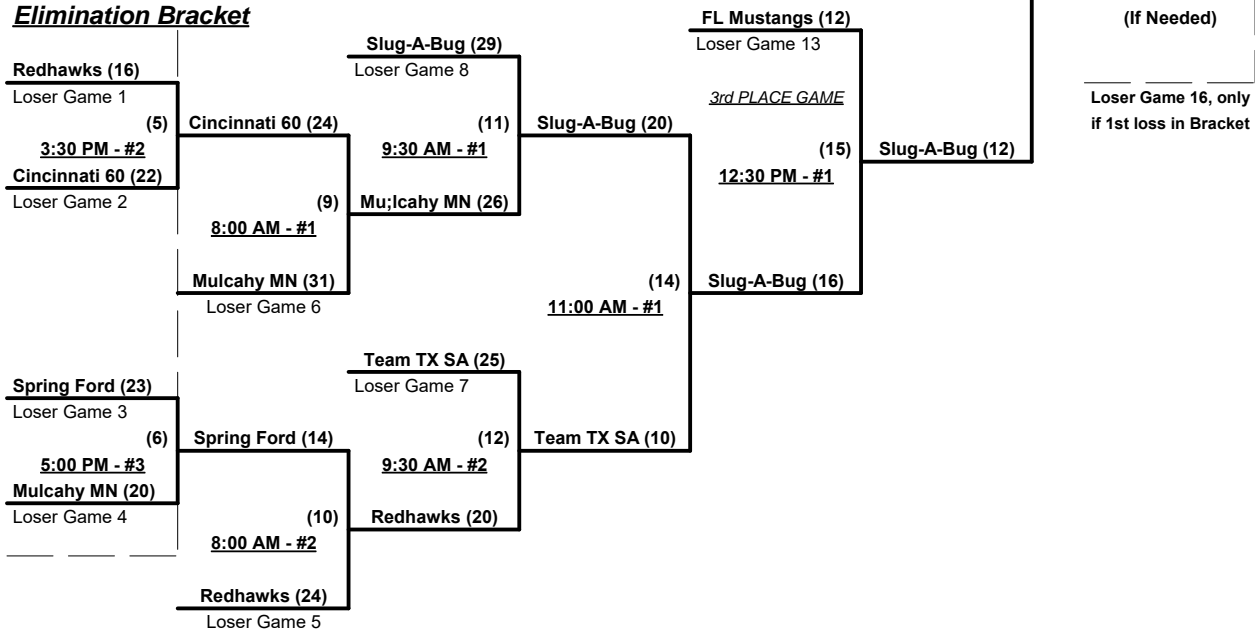 Elimination Bracket
FL Mustangs (12)
(If Needed)
Slug-A-Bug (29)
Loser Game 13
Redhawks (16)
Loser Game 8
Loser Game 1
3rd PLACE GAME
Loser Game 16, only
if 1st loss in Bracket
(5)
Cincinnati 60 (24)
(11)
Slug-A-Bug (20)
3:30 PM - #2
9:30 AM - #1
(15)
Slug-A-Bug (12)
Cincinnati 60 (22)
12:30 PM - #1
Loser Game 2
(9)
Mu;lcahy MN (26)
8:00 AM - #1
Mulcahy MN (31)
(14)
Slug-A-Bug (16)
Loser Game 6
11:00 AM - #1
Team TX SA (25)
Spring Ford (23)
Loser Game 7
Loser Game 3
(6)
Spring Ford (14)
(12)
Team TX SA (10)
5:00 PM - #3
9:30 AM - #2
Mulcahy MN (20)
Loser Game 4
(10)
Redhawks (20)
8:00 AM - #2
Redhawks (24)
Loser Game 5